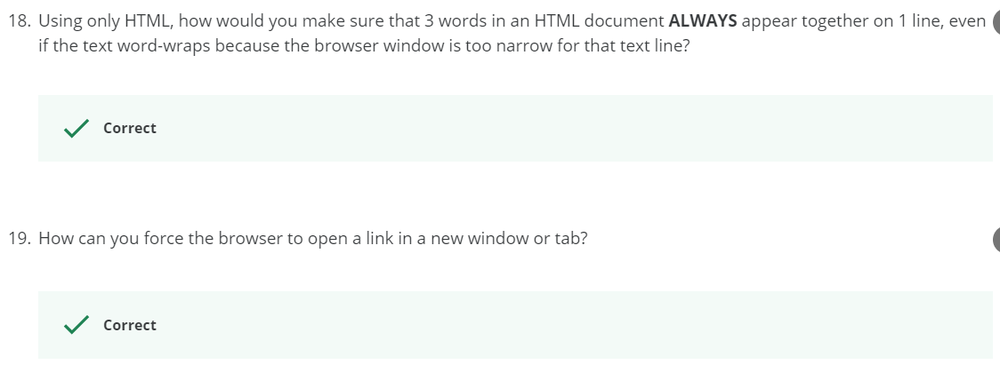 18. Using only HTML, how would you make sure that 3 words in an HTML document ALWAYS appear together on 1 line, even
if the text word-wraps because the browser window is too narrow for that text line?
Correct
19. How can you force the browser to open a link in a new window or tab?
Correct